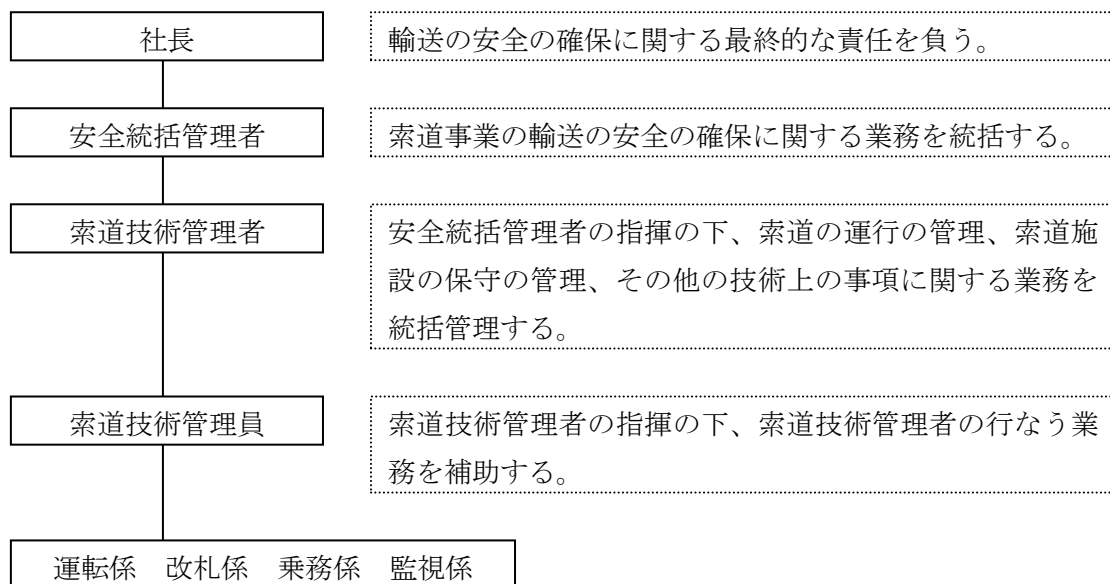 社長
輸送の安全の確保に関する最終的な責任を負う。
安全統括管理者
索道事業の輸送の安全の確保に関する業務を統括する。
索道技術管理者
安全統括管理者の指揮の下、索道の運行の管理、索道施
設の保守の管理、その他の技術上の事項に関する業務を
統括管理する。
索道技術管理員
索道技術管理者の指揮の下、索道技術管理者の行なう業
務を補助する。
運転係　改札係　乗務係　監視係